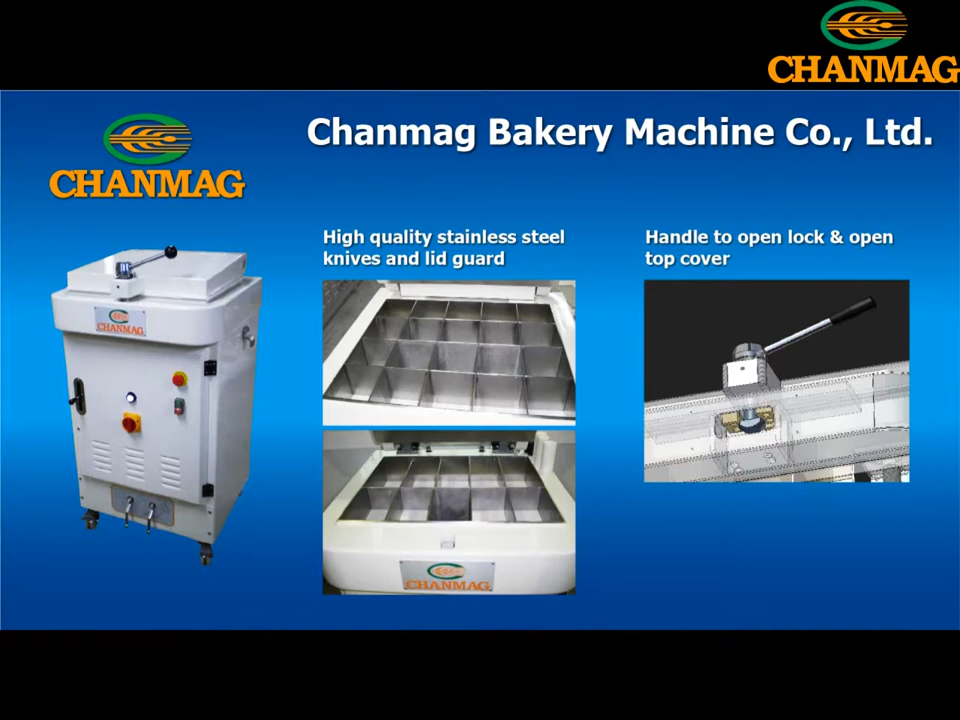 CHANMAG
Chanmag Bakery Machine Co., Ltd.
CHANMAG
High quality stainless steel
knives and lid guard
Handle to open lock & open
top cover
CHANMAG
CHANMAG